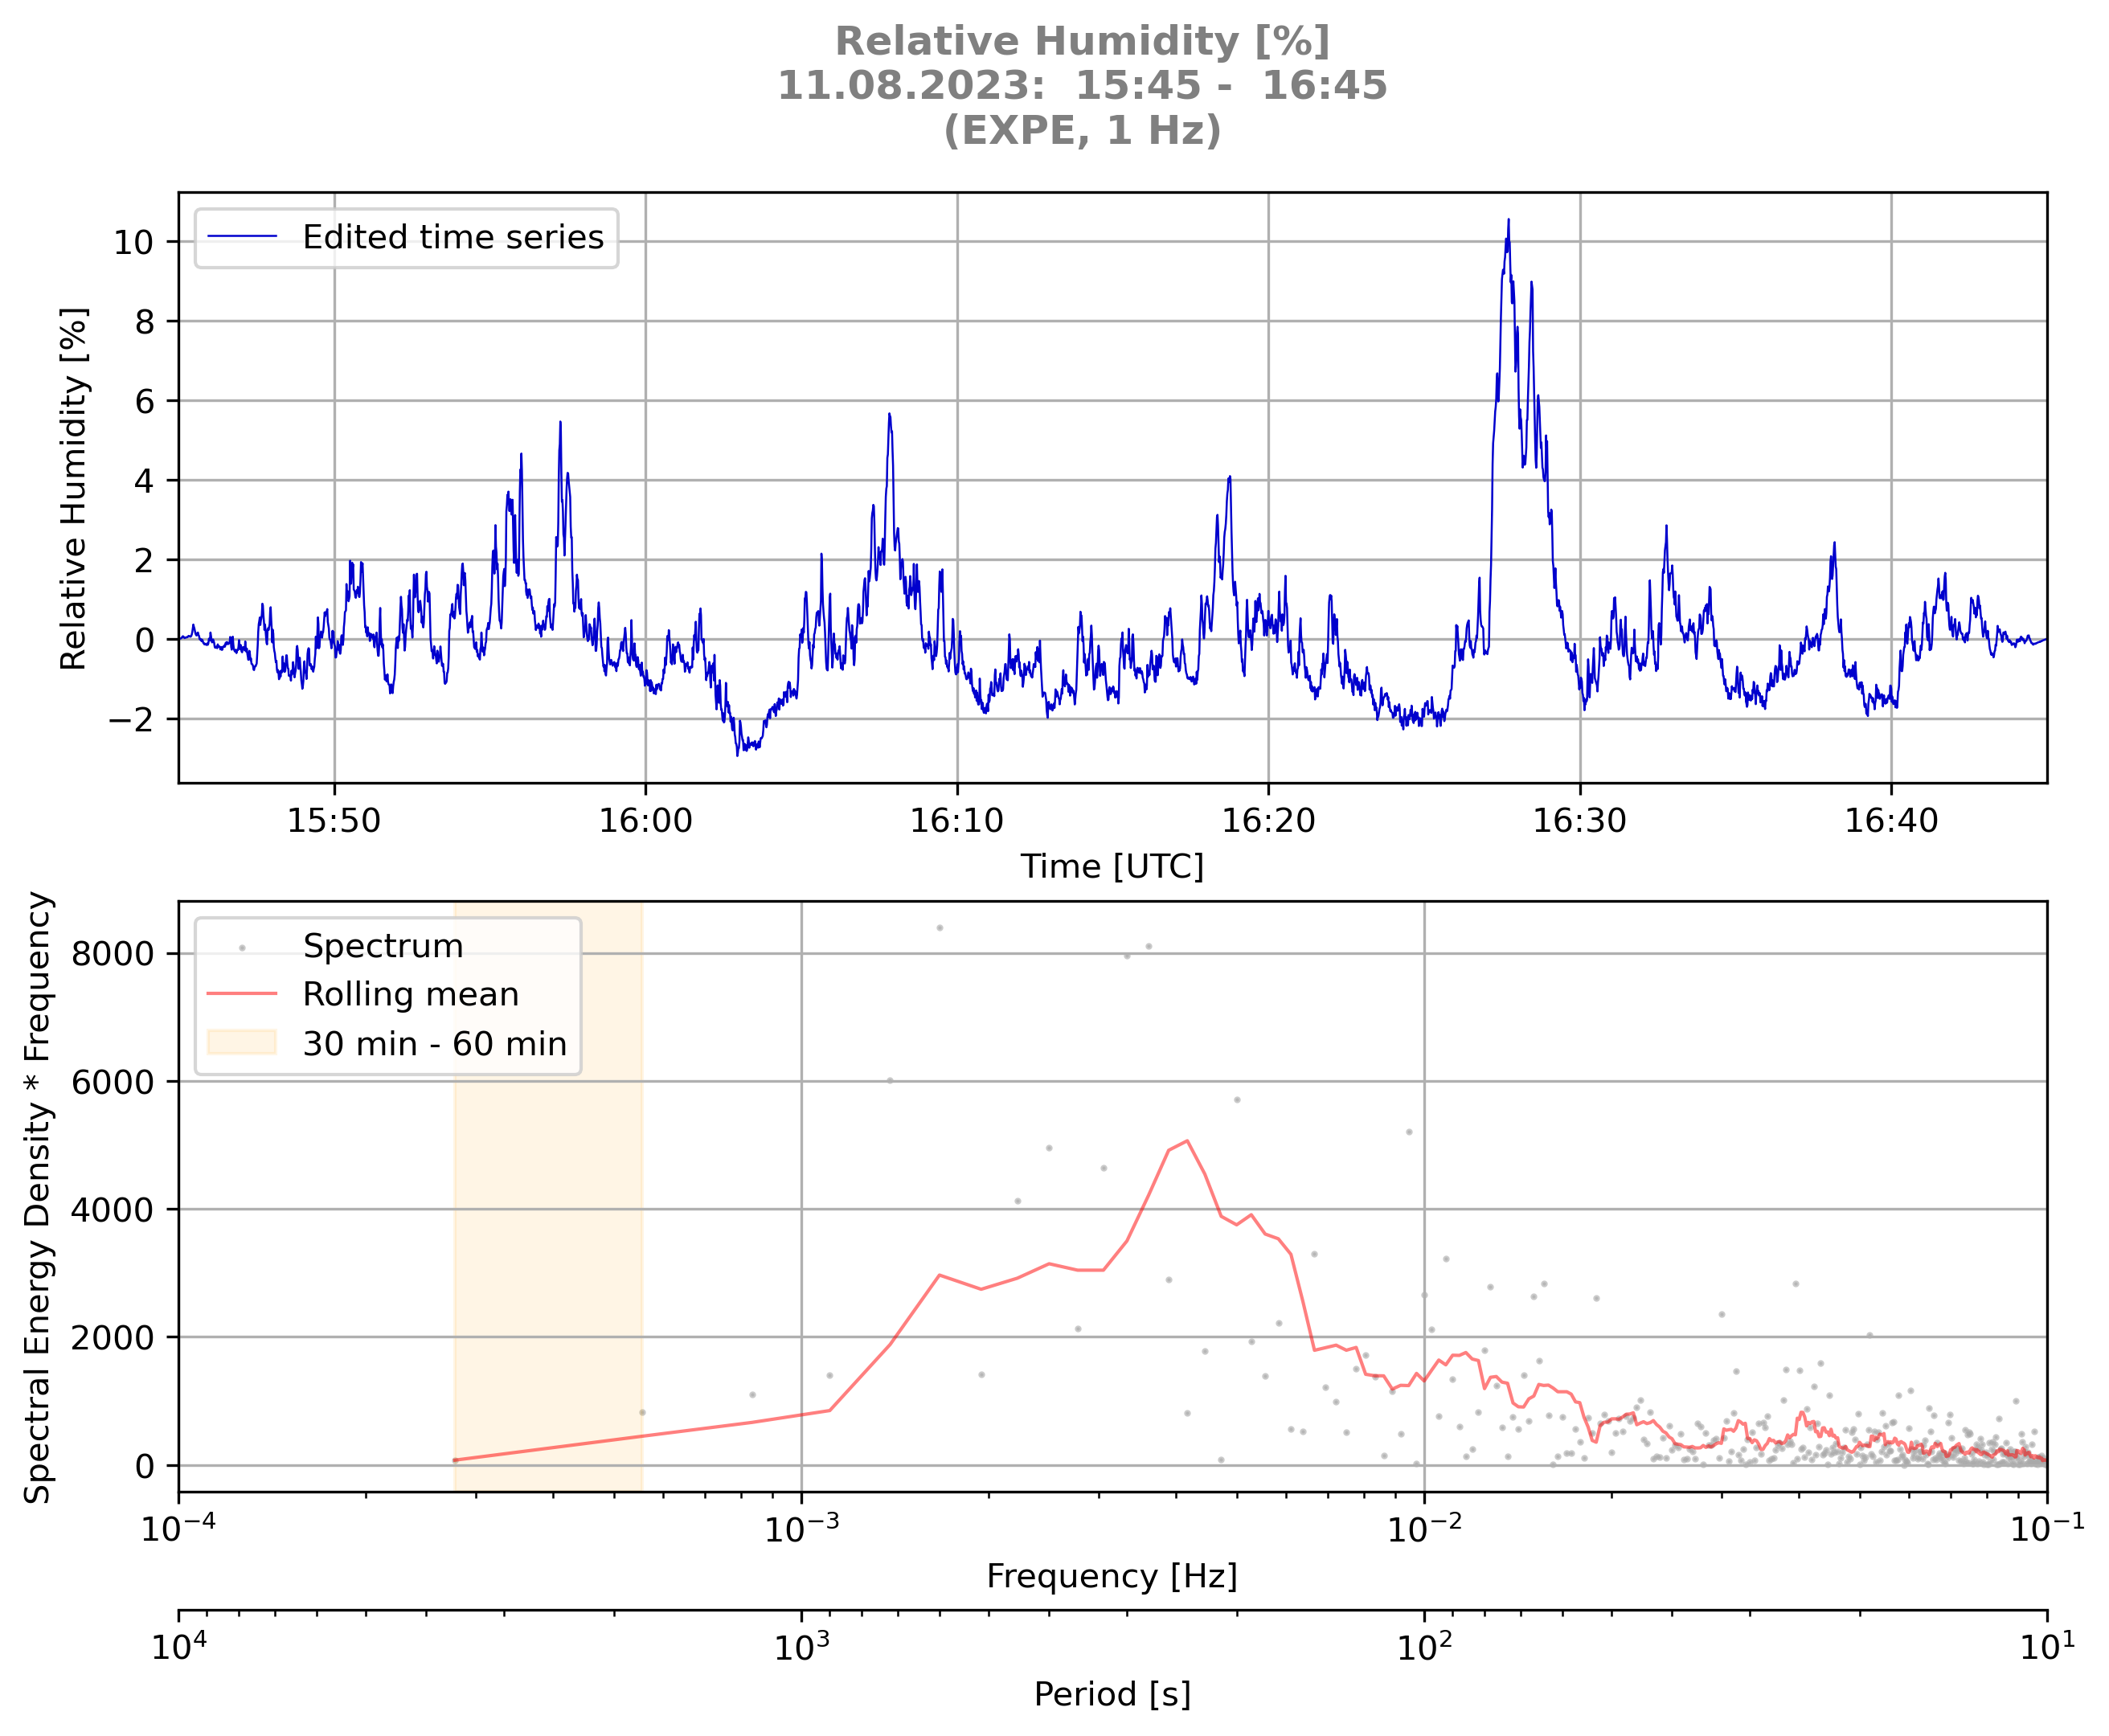 Relative Humidity [%]
11.08.2023:  15:45 -  16:45
(EXPE, 1 Hz)
Edited time series
Relative Humidity [%]
10
8
6
4
2
0
−2
15:50 16:00 16:10 16:20 16:30 16:40
Time [UTC]
Spectrum
Rolling mean
30 min - 60 min
Spectral Energy Density * Frequency
8000
6000
4000
2000
0
10⁻⁴ 10⁻³ 10⁻² 10⁻¹
Frequency [Hz]
10⁴ 10³ 10² 10¹
Period [s]